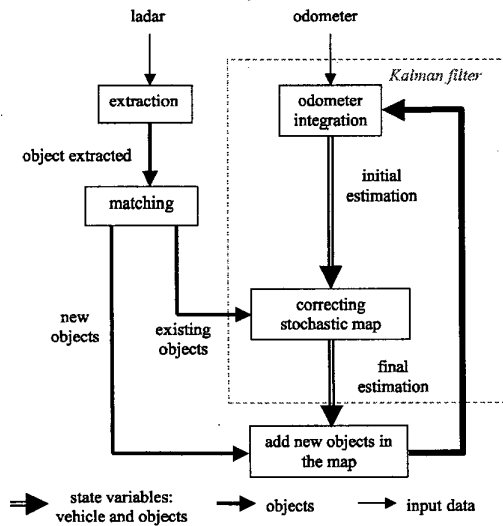 ladar
odometer
Kalman filter
extraction
odometer
integration
object extracted
initial
estimation
matching
new
objects
existing
objects
correcting
stochastic map
final
estimation
add new objects in
the map
state variables:
vehicle and objects
objects
input data